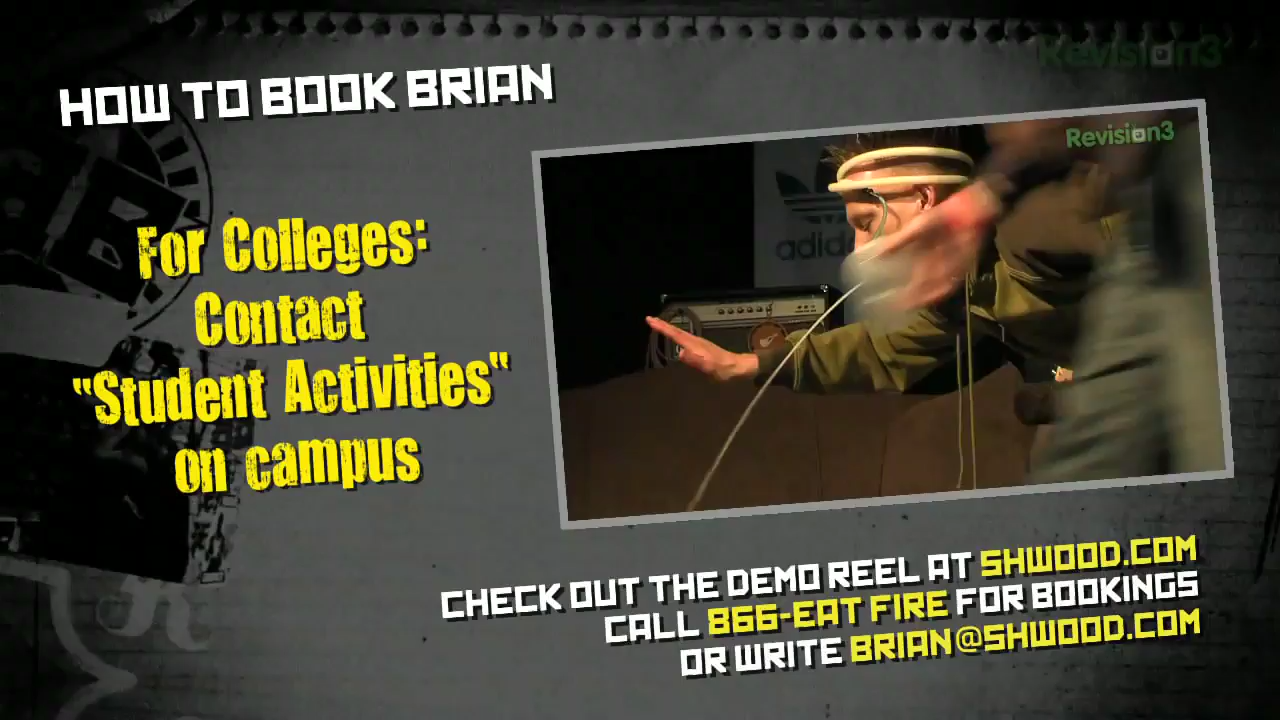 Revision3
HOW TO BOOK BRIAN
Revision3
adidas
For Colleges:
Contact
"Student Activities"
on campus
CHECK OUT THE DEMO REEL AT SHWOOD.COM
CALL 866-EAT FIRE FOR BOOKINGS
OR WRITE BRIAN@SHWOOD.COM